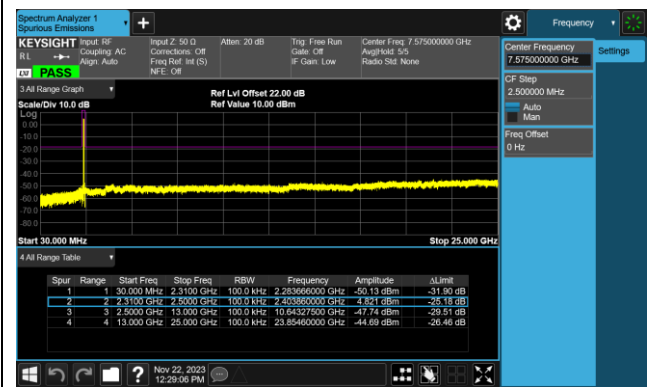 Spectrum Analyzer 1
Spurious Emissions
Frequency
KEYSIGHT
Input: RF
Coupling: AC
Align: Auto
Input Z: 50 Ω
Corrections: Off
Freq Ref: Int (S)
NFE: Off
Atten: 20 dB
Trig: Free Run
Gate: Off
IF Gain: Low
Center Freq: 7.575000000 GHz
Avg|Hold: 5/5
Radio Std: None
RL
LXI PASS
3 All Range Graph
Ref Lvl Offset 22.00 dB
Scale/Div 10.0 dB
Ref Value 10.00 dBm
Log
0.00
-10.0
-20.0
-30.0
-40.0
-50.0
-60.0
-70.0
-80.0
Start 30.000 MHz
Stop 25.000 GHz
4 All Range Table
Spur Range Start Freq Stop Freq RBW Frequency Amplitude ΔLimit
1 1 30.000 MHz 2.3100 GHz 100.0 kHz 2.283666000 GHz -50.13 dBm -31.90 dB
2 2 2.3100 GHz 2.5000 GHz 100.0 kHz 2.403860000 GHz 4.821 dBm -25.18 dB
3 3 2.5000 GHz 13.000 GHz 100.0 kHz 10.64327500 GHz -47.74 dBm -29.51 dB
4 4 13.000 GHz 25.000 GHz 100.0 kHz 23.85460000 GHz -44.69 dBm -26.46 dB
Center Frequency
7.575000000 GHz
Settings
CF Step
2.500000 MHz
Auto
Man
Freq Offset
0 Hz
?
Nov 22, 2023
12:29:06 PM